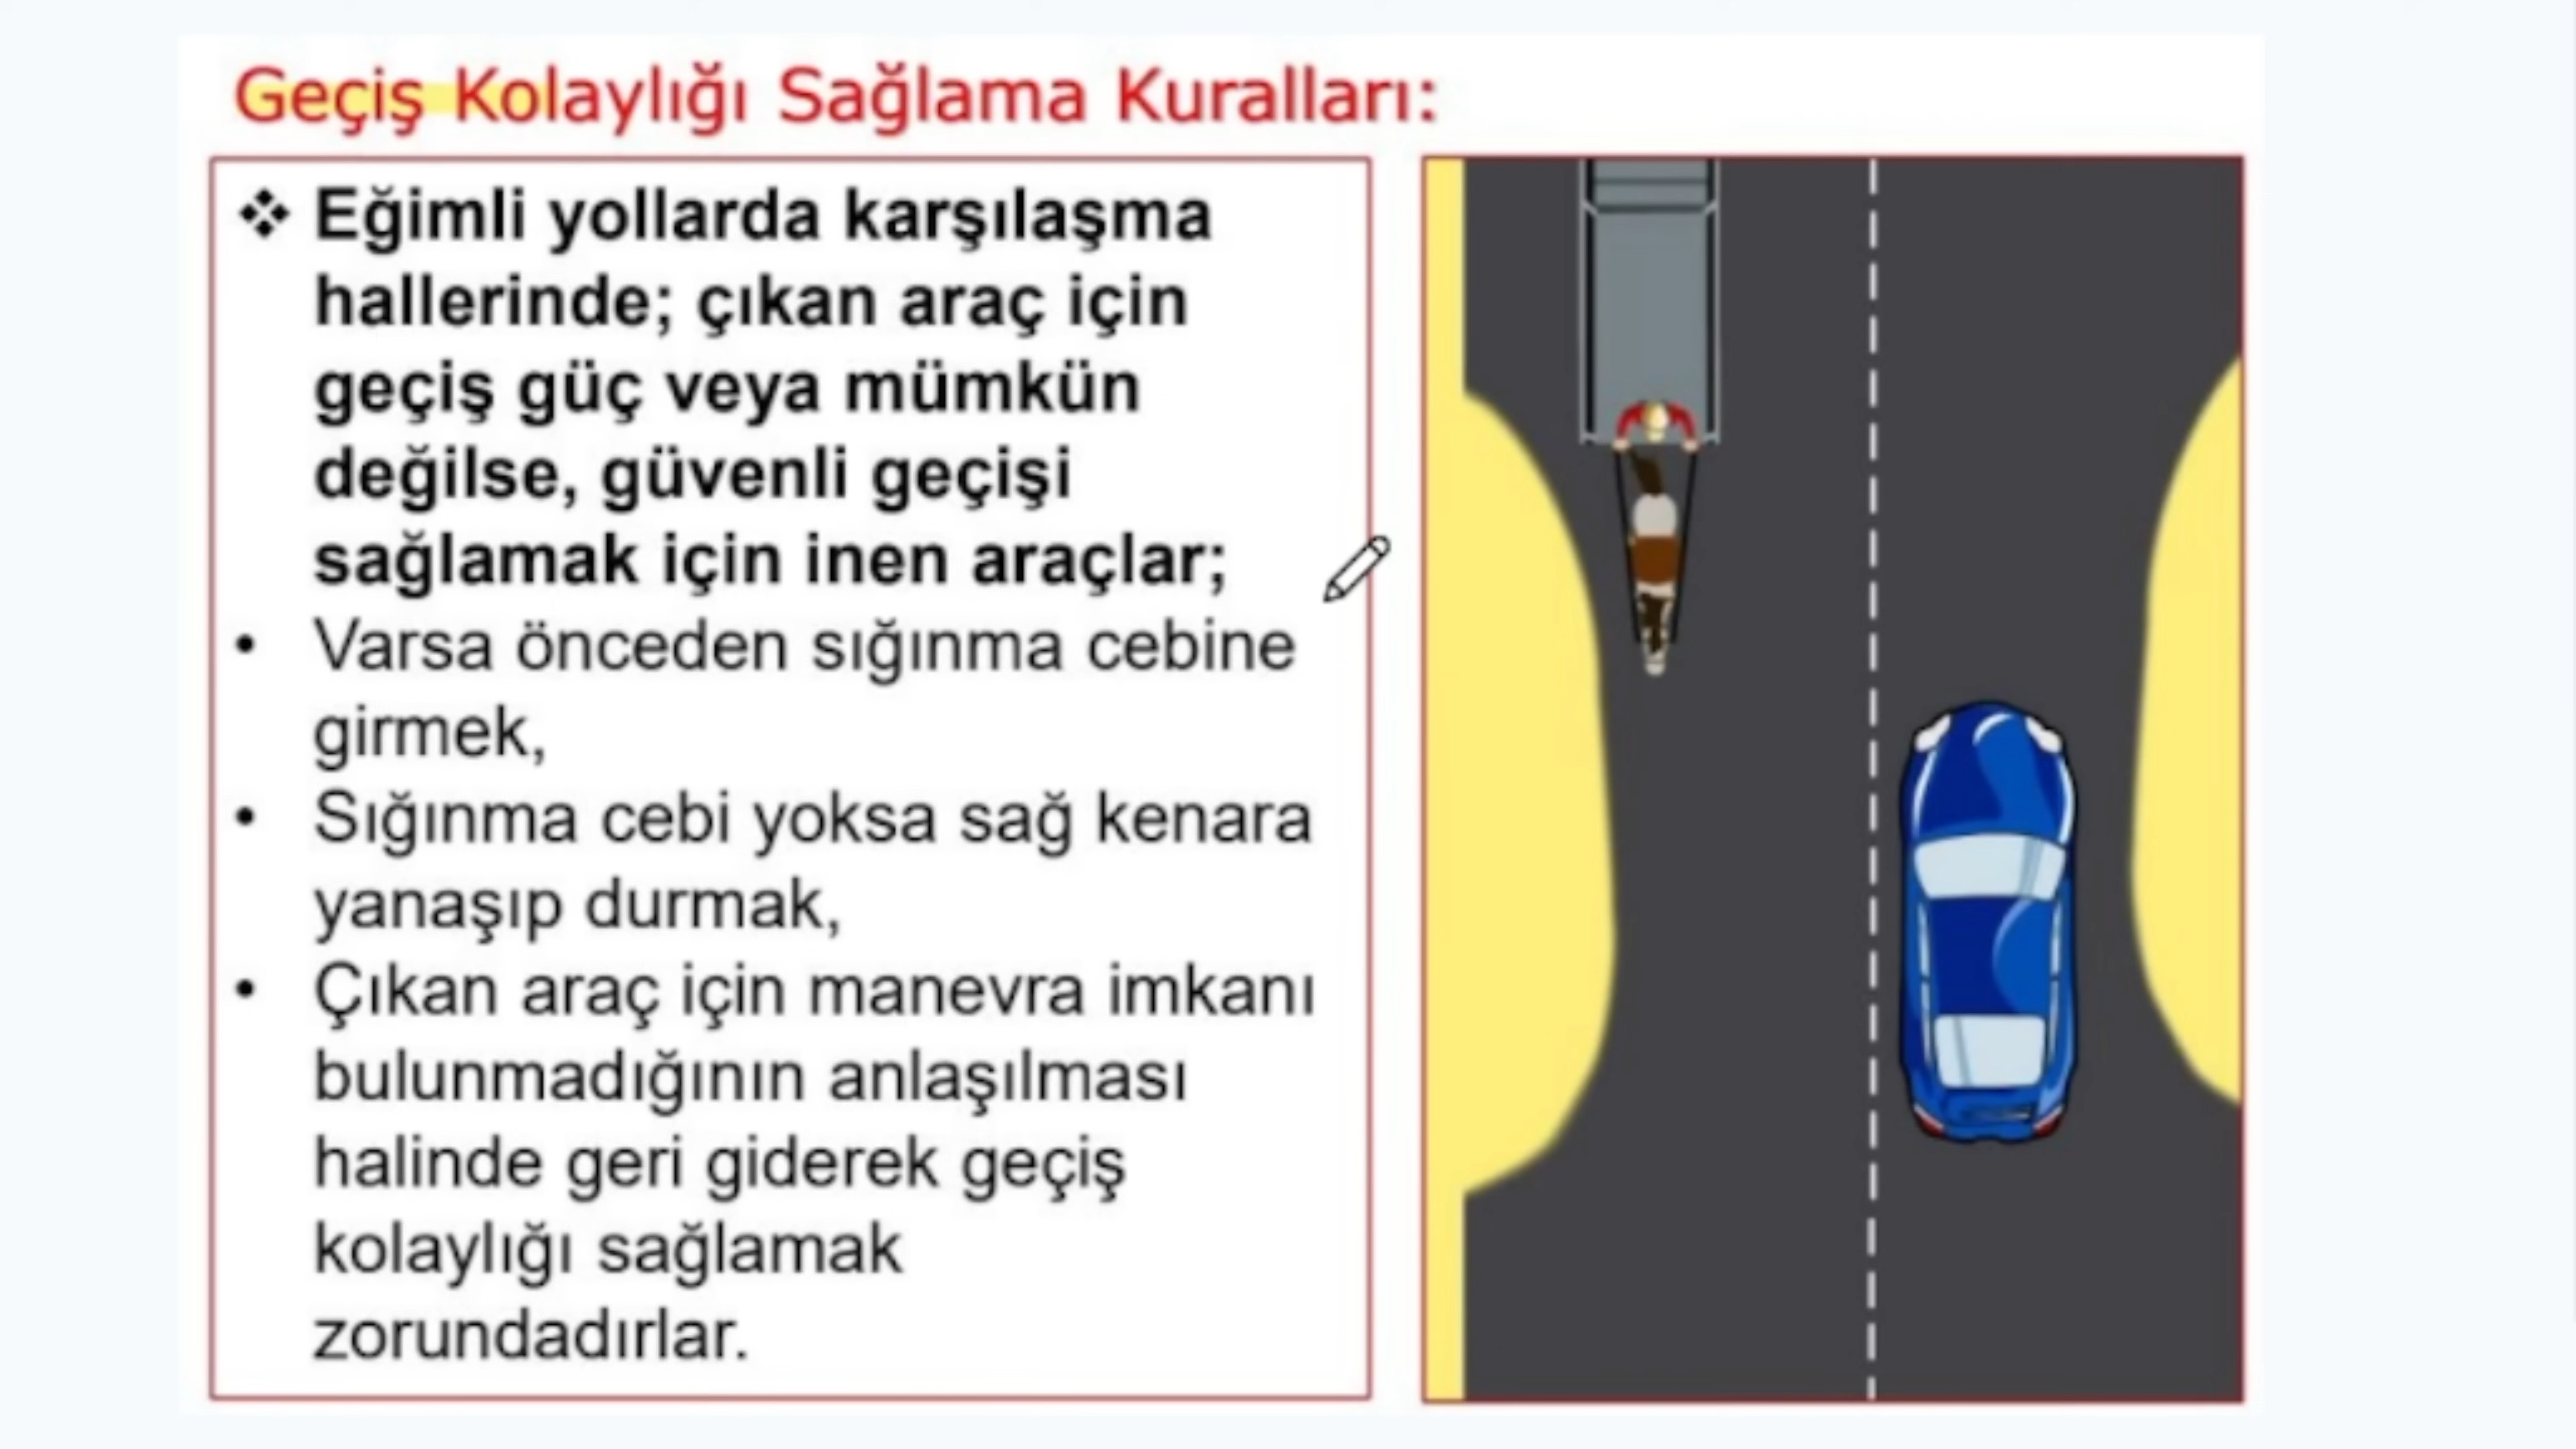 Geçiş Kolaylığı Sağlama Kuralları:
❖ Eğimli yollarda karşılaşma
hallerinde; çıkan araç için
geçiş güç veya mümkün
değilse, güvenli geçişi
sağlamak için inen araçlar;
• Varsa önceden sığınma cebine
girmek,
• Sığınma cebi yoksa sağ kenara
yanaşıp durmak,
• Çıkan araç için manevra imkanı
bulunmadığının anlaşılması
halinde geri giderek geçiş
kolaylığı sağlamak
zorundadırlar.